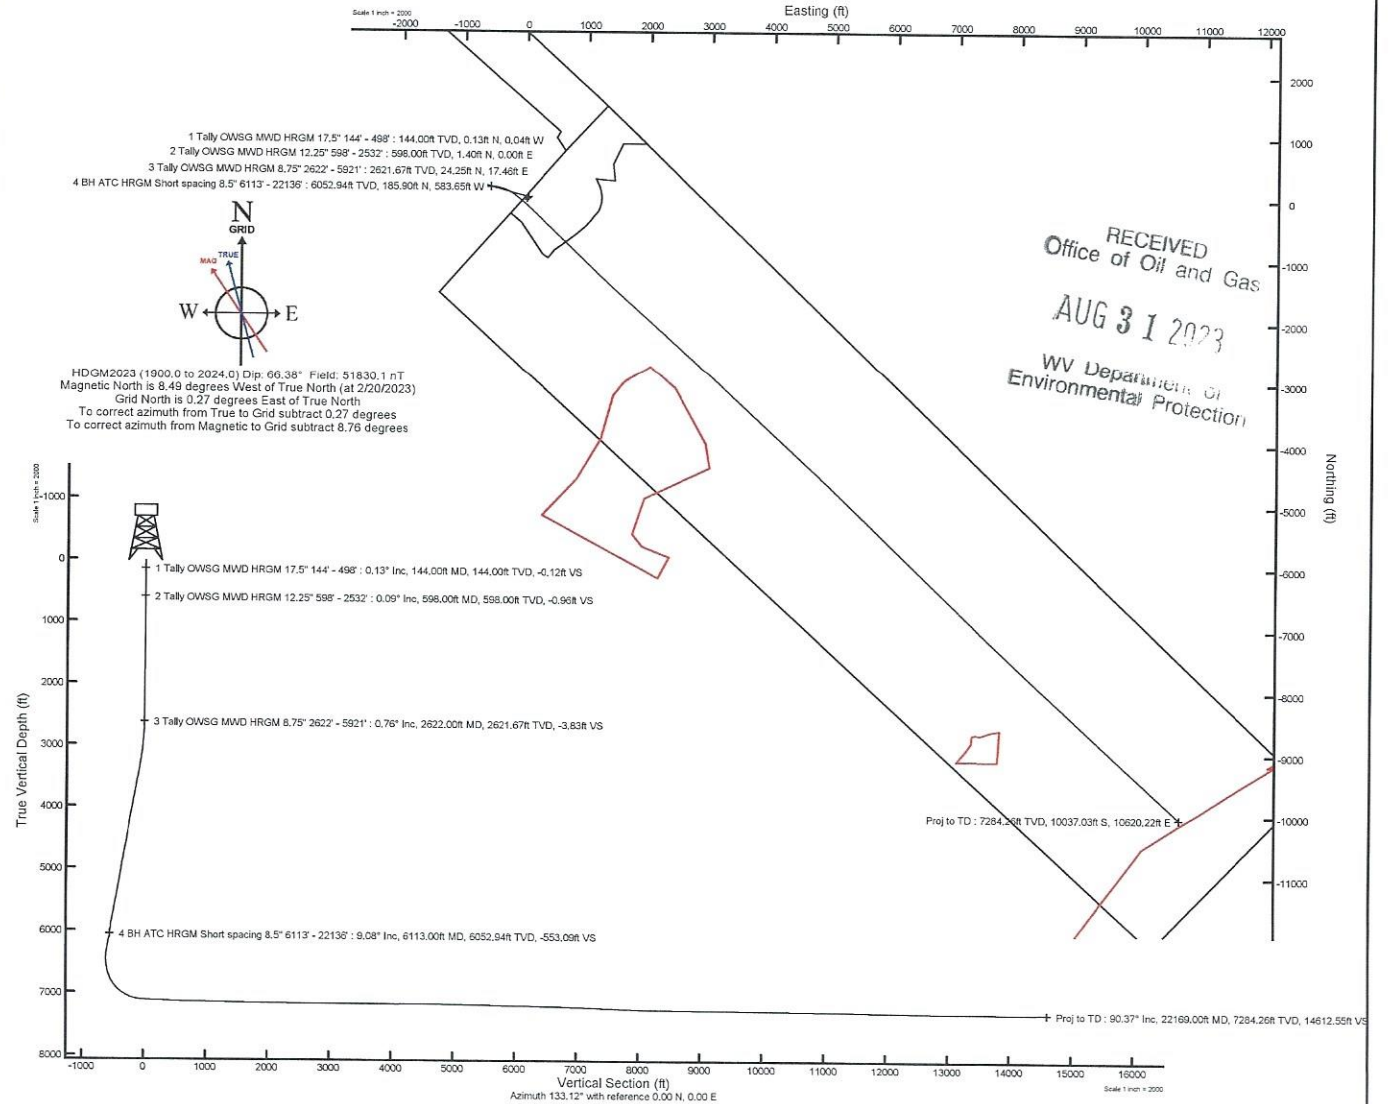 Scale 1 inch = 2000
Easting (ft)
-2000 -1000 0 1000 2000 3000 4000 5000 6000 7000 8000 9000 10000 11000 12000
2000
1000
0
-1000
-2000
-3000
-4000
-5000
-6000
-7000
-8000
-9000
-10000
-11000
Northing (ft)
1 Tally OWSG MWD HRGM 17.5" 144' - 498' : 144.00ft TVD, 0.13ft N, 0.04ft W
2 Tally OWSG MWD HRGM 12.25" 598' - 2532' : 598.00ft TVD, 1.40ft N, 0.00ft E
3 Tally OWSG MWD HRGM 8.75" 2622' - 5921' : 2621.67ft TVD, 24.25ft N, 17.46ft E
4 BH ATC HRGM Short spacing 8.5" 6113' - 22136' : 6052.94ft TVD, 185.90ft N, 583.65ft W
N
GRID
TRUE
MAG
W E
HDGM2023 (1900.0 to 2024.0) Dip: 66.38° Field: 51830.1 nT
Magnetic North is 8.49 degrees West of True North (at 2/20/2023)
Grid North is 0.27 degrees East of True North
To correct azimuth from True to Grid subtract 0.27 degrees
To correct azimuth from Magnetic to Grid subtract 8.76 degrees
RECEIVED
Office of Oil and Gas
AUG 31 2023
WV Department of
Environmental Protection
Proj to TD : 7284.26ft TVD, 10037.03ft S, 10620.22ft E
Scale 1 inch = 2000
-1000
0
1000
2000
3000
4000
5000
6000
7000
8000
True Vertical Depth (ft)
1 Tally OWSG MWD HRGM 17.5" 144' - 498' : 0.13° Inc, 144.00ft MD, 144.00ft TVD, -0.12ft VS
2 Tally OWSG MWD HRGM 12.25" 598' - 2532' : 0.09° Inc, 598.00ft MD, 598.00ft TVD, -0.96ft VS
3 Tally OWSG MWD HRGM 8.75" 2622' - 5921' : 0.76° Inc, 2622.00ft MD, 2621.67ft TVD, -3.83ft VS
4 BH ATC HRGM Short spacing 8.5" 6113' - 22136' : 9.08° Inc, 6113.00ft MD, 6052.94ft TVD, -553.09ft VS
Proj to TD : 90.37° Inc, 22169.00ft MD, 7284.26ft TVD, 14612.55ft VS
-1000 0 1000 2000 3000 4000 5000 6000 7000 8000 9000 10000 11000 12000 13000 14000 15000 16000
Vertical Section (ft)
Azimuth 133.12° with reference 0.00 N, 0.00 E
Scale 1 inch = 2000